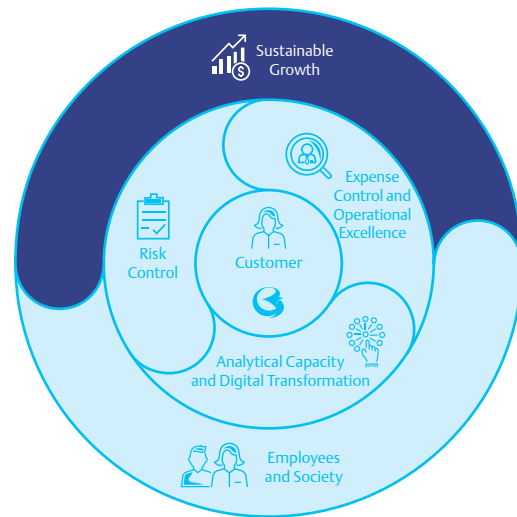 Sustainable
Growth
Expense
Control and
Operational
Excellence
Risk
Control
Customer
Analytical Capacity
and Digital Transformation
Employees
and Society